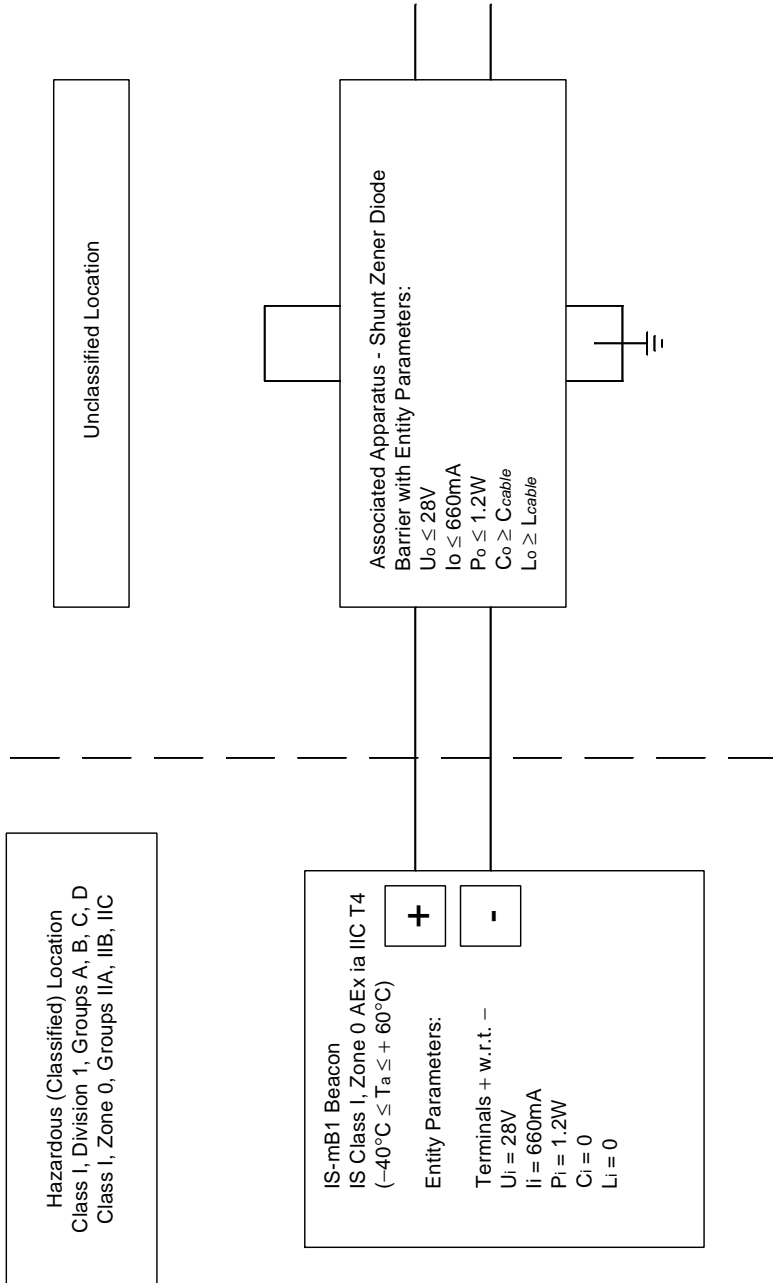 Hazardous (Classified) Location
Class I, Division 1, Groups A, B, C, D
Class I, Zone 0, Groups IIA, IIB, IIC
Unclassified Location
IS-mB1 Beacon
IS Class I, Zone 0 AEx ia IIC T4
(–40°C ≤ Ta ≤ + 60°C)
Entity Parameters:
Terminals + w.r.t. –
Ui = 28V
Ii = 660mA
Pi = 1.2W
Ci = 0
Li = 0
+
-
Associated Apparatus - Shunt Zener Diode
Barrier with Entity Parameters:
Uo ≤ 28V
Io ≤ 660mA
Po ≤ 1.2W
Co ≥ Ccable
Lo ≥ Lcable